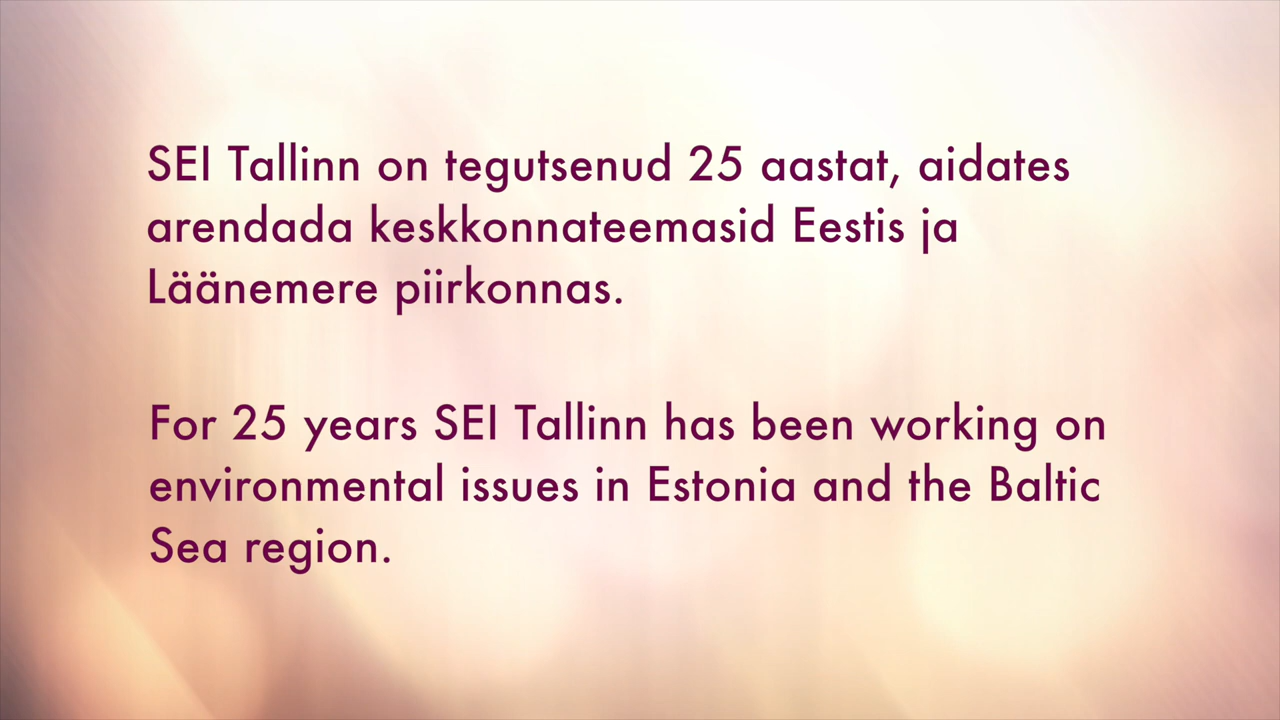 SEI Tallinn on tegutsenud 25 aastat, aidates
arendada keskkonnateemasid Eestis ja
Läänemere piirkonnas.
For 25 years SEI Tallinn has been working on
environmental issues in Estonia and the Baltic
Sea region.